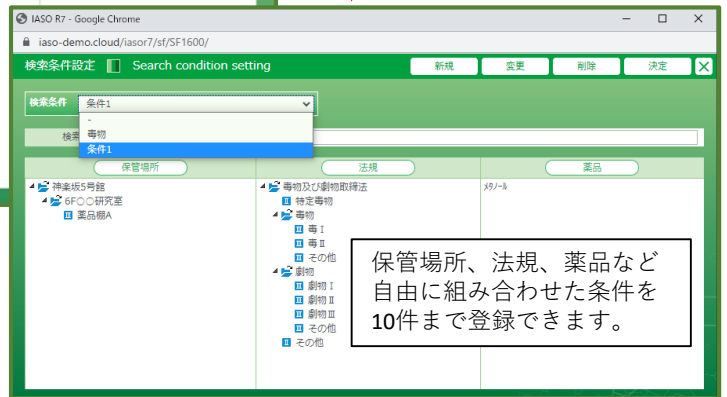 IASO R7 - Google Chrome
iaso-demo.cloud/iasor7/sf/SF1600/
検索条件設定 Search condition setting 新規 変更 削除 決定
検索条件 条件1
-
毒物
条件1
検索
保管場所 法規 薬品
神楽坂5号館 毒物及び劇物取締法 メタノール
6F○○研究室 特定毒物
薬品棚A 毒物
毒Ⅰ
毒Ⅱ
その他
劇物
劇物Ⅰ
劇物Ⅱ
劇物Ⅲ
その他
その他
保管場所、法規、薬品など
自由に組み合わせた条件を
10件まで登録できます。